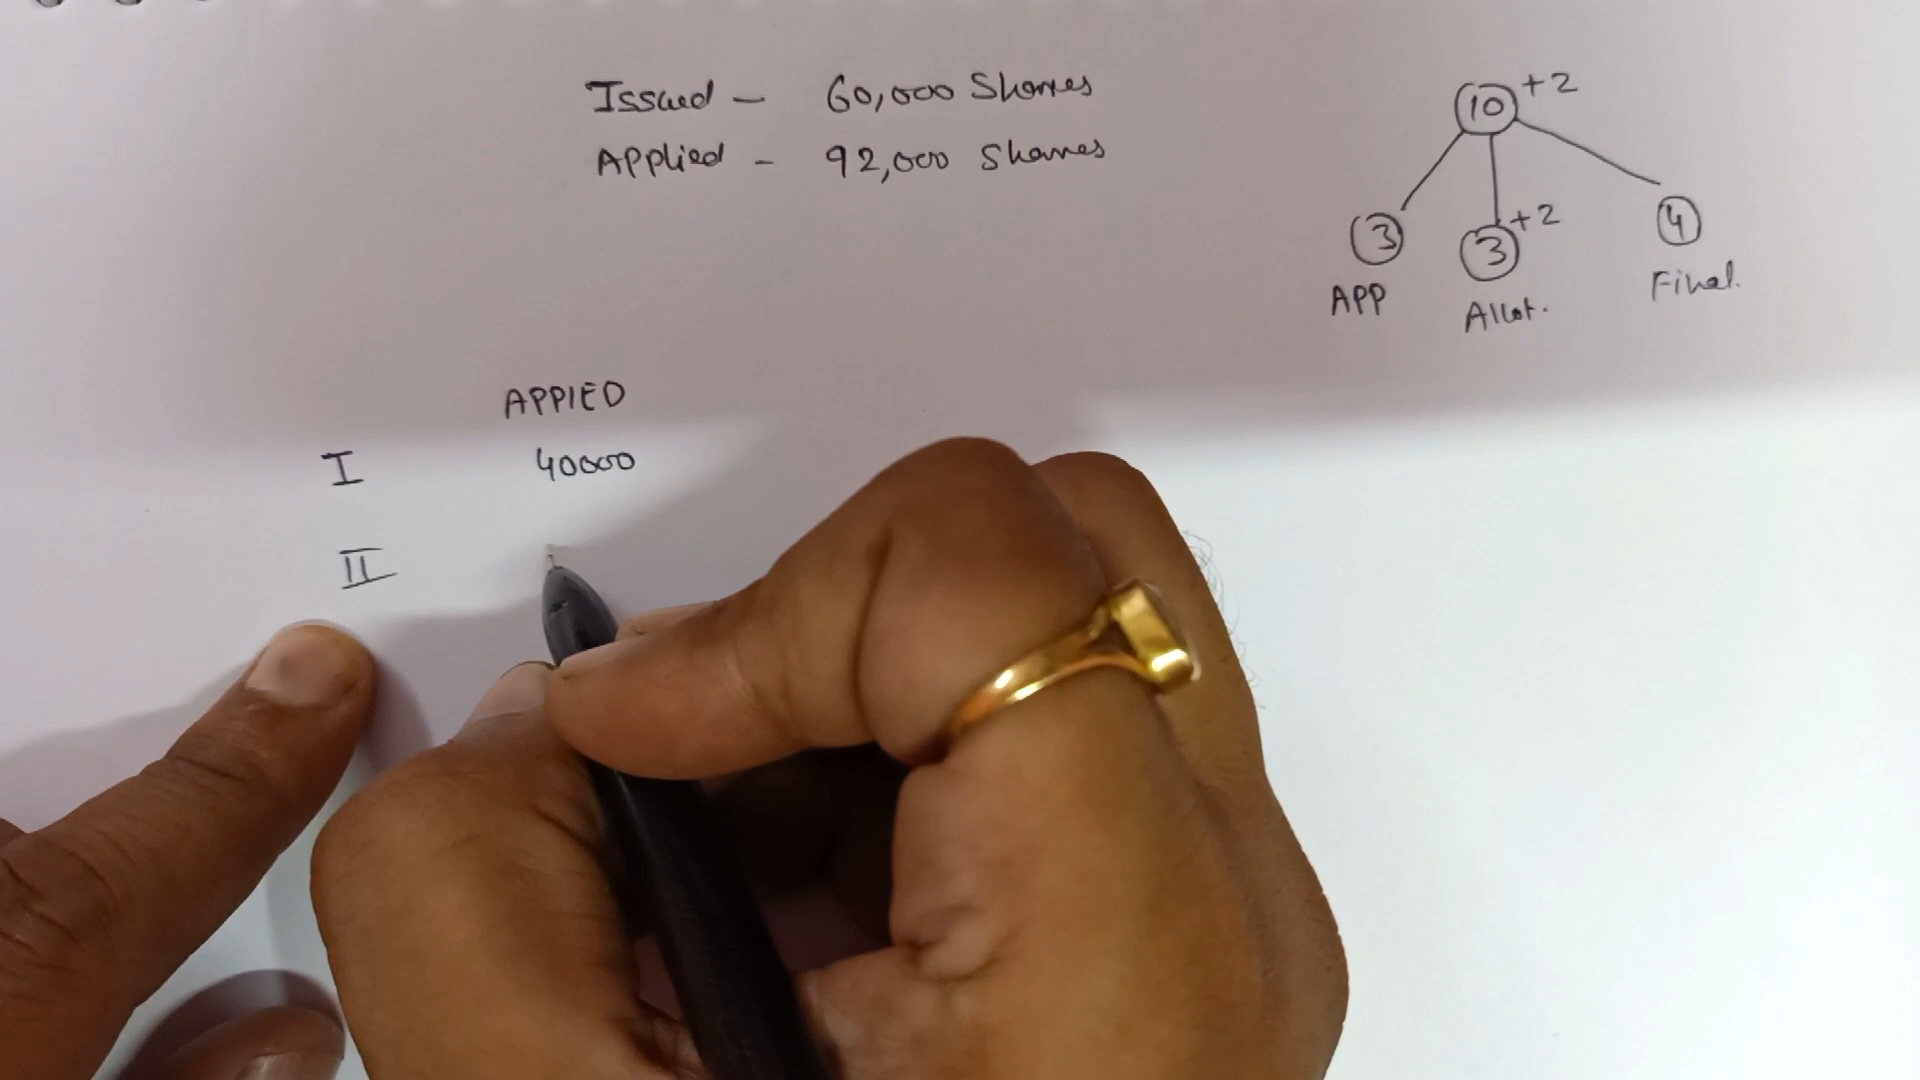 Issued - 60,000 Shares
Applied - 92,000 Shares
10 +2
3
3 +2
4
APP
Allot.
Final.
APPIED
I 40000
II